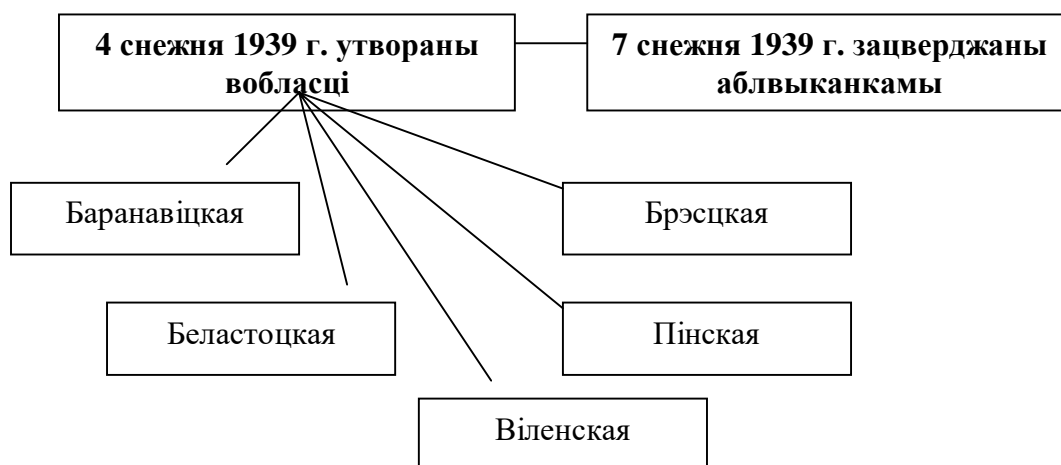 4 снежня 1939 г. утвораны
вобласці
7 снежня 1939 г. зацверджаны
аблвыканкамы
Баранавіцкая
Брэсцкая
Беластоцкая
Пінская
Віленская